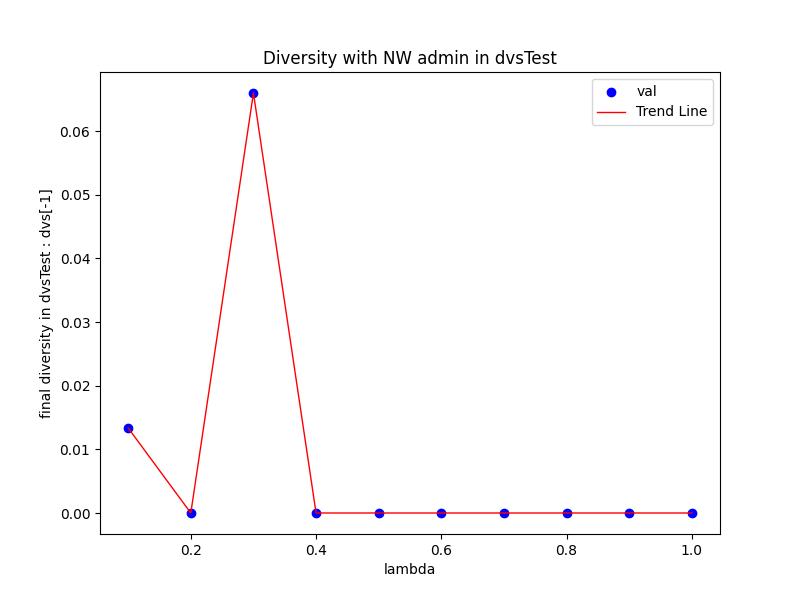 Diversity with NW admin in dvsTest
val
Trend Line
0.06
0.05
0.04
0.03
0.02
0.01
0.00
final diversity in dvsTest : dvs[-1]
0.2
0.4
0.6
0.8
1.0
lambda